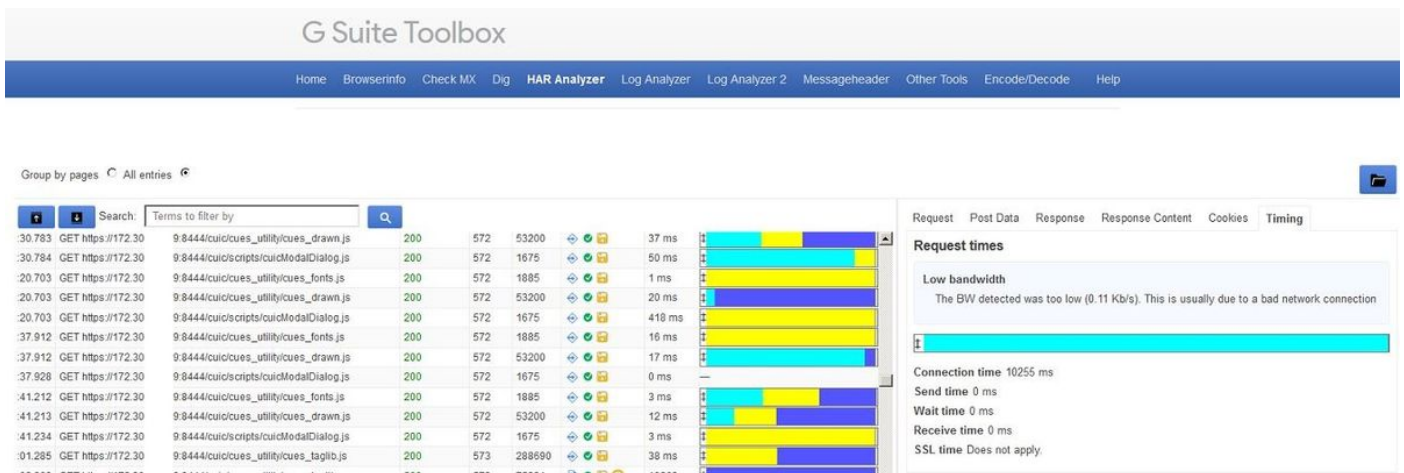 G Suite Toolbox
Home Browserinfo Check MX Dig HAR Analyzer Log Analyzer Log Analyzer 2 Messageheader Other Tools Encode/Decode Help
Group by pages All entries
Search: Terms to filter by
:30.783 GET https://172.30 9:8444/cuic/cues_utility/cues_drawn.js 200 572 53200 37 ms
:30.784 GET https://172.30 9:8444/cuic/scripts/cuicModalDialog.js 200 572 1675 50 ms
:20.703 GET https://172.30 9:8444/cuic/cues_utility/cues_fonts.js 200 572 1885 1 ms
:20.703 GET https://172.30 9:8444/cuic/cues_utility/cues_drawn.js 200 572 53200 20 ms
:20.703 GET https://172.30 9:8444/cuic/scripts/cuicModalDialog.js 200 572 1675 418 ms
:37.912 GET https://172.30 9:8444/cuic/cues_utility/cues_fonts.js 200 572 1885 16 ms
:37.912 GET https://172.30 9:8444/cuic/cues_utility/cues_drawn.js 200 572 53200 17 ms
:37.928 GET https://172.30 9:8444/cuic/scripts/cuicModalDialog.js 200 572 1675 0 ms —
:41.212 GET https://172.30 9:8444/cuic/cues_utility/cues_fonts.js 200 572 1885 3 ms
:41.213 GET https://172.30 9:8444/cuic/cues_utility/cues_drawn.js 200 572 53200 12 ms
:41.234 GET https://172.30 9:8444/cuic/scripts/cuicModalDialog.js 200 572 1675 3 ms
:01.285 GET https://172.30 9:8444/cuic/cues_utility/cues_taglib.js 200 573 288690 38 ms
Request Post Data Response Response Content Cookies Timing
Request times
Low bandwidth
The BW detected was too low (0.11 Kb/s). This is usually due to a bad network connection
Connection time 10255 ms
Send time 0 ms
Wait time 0 ms
Receive time 0 ms
SSL time Does not apply.